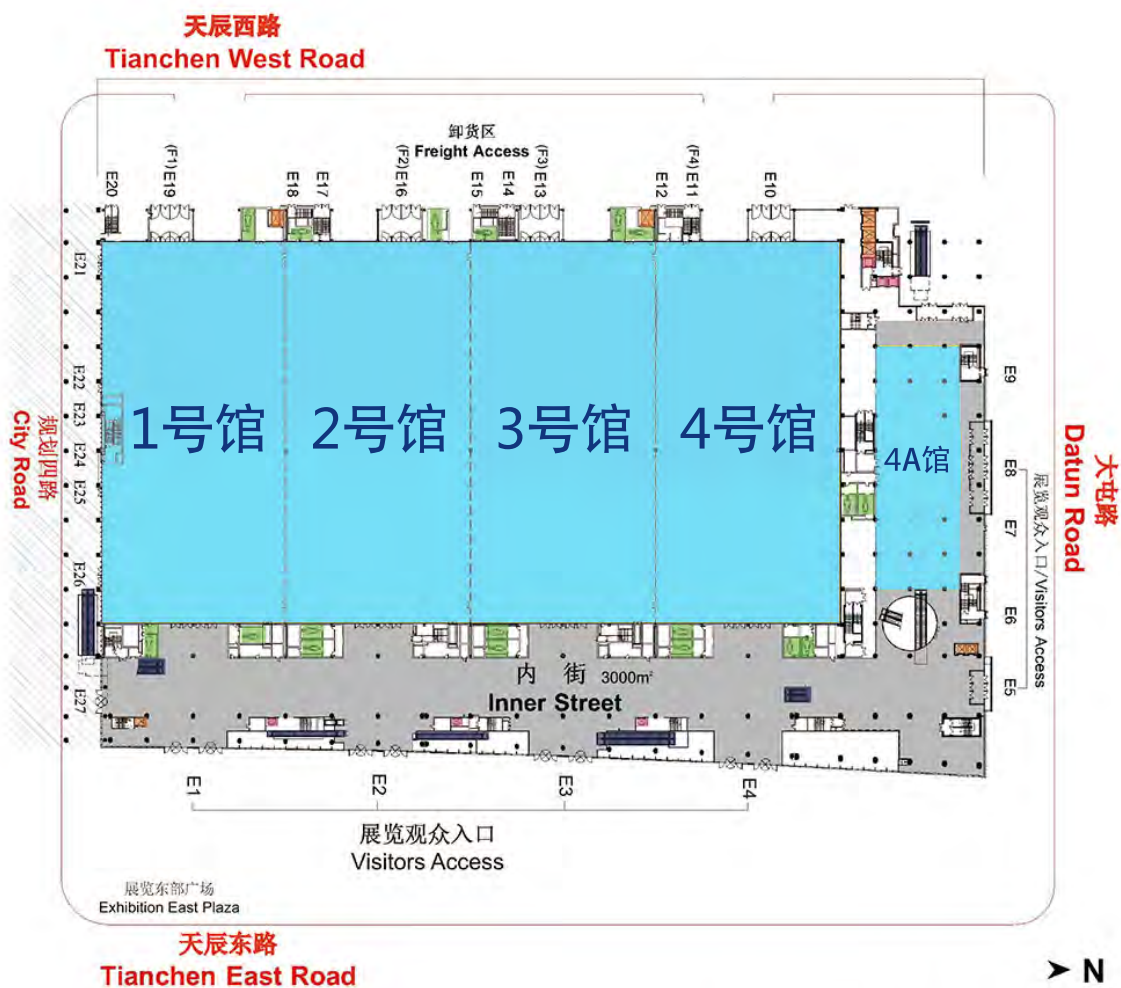 天辰西路
Tianchen West Road
卸货区
Freight Access
E20
(F1) E19
E18
E17
(F2) E16
E15
E14
(F3) E13
E12
(F4) E11
E10
E21
E22
E23
E24
E25
E26
E27
规划四路
City Road
1号馆
2号馆
3号馆
4号馆
4A馆
E9
E8
E7
E6
E5
展览观众入口/Visitors Access
大屯路
Datun Road
内 街 3000m²
Inner Street
E1
E2
E3
E4
展览观众入口
Visitors Access
展览东部广场
Exhibition East Plaza
天辰东路
Tianchen East Road
N